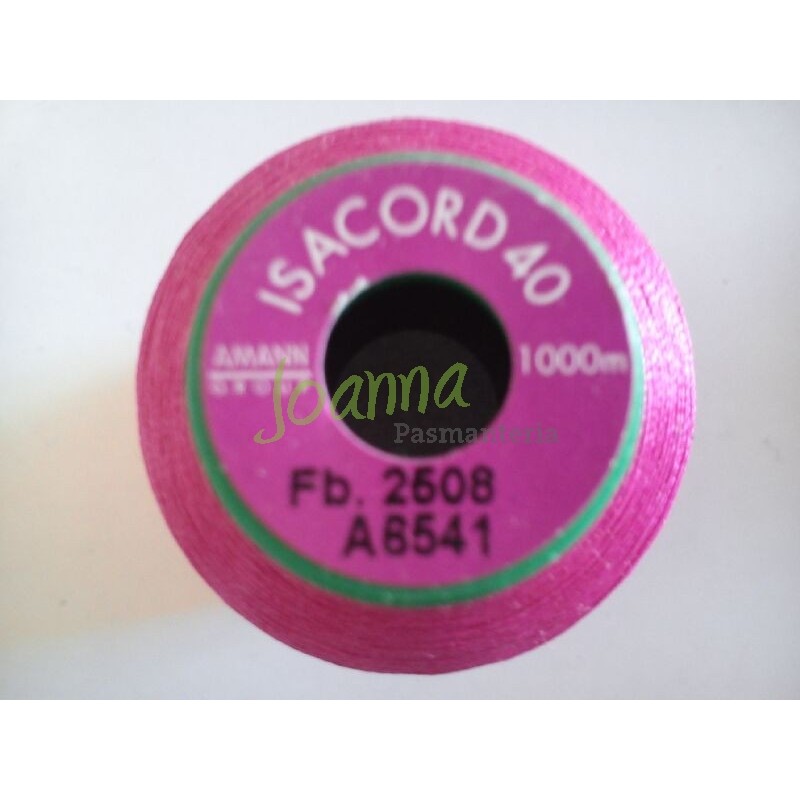 ISACORD 40
AMANN
GROUP
1000m
Joanna
Pasmanteria
Fb. 2508
A6541